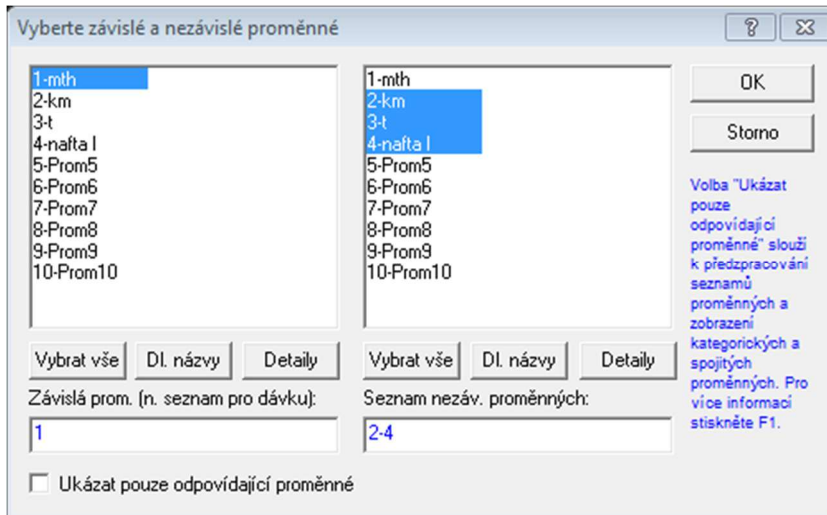 Vyberte závislé a nezávislé proměnné
1-mth
2-km
3-t
4-nafta l
5-Prom5
6-Prom6
7-Prom7
8-Prom8
9-Prom9
10-Prom10
Vybrat vše
Dl. názvy
Detaily
Závislá prom. (n. seznam pro dávku):
1
1-mth
2-km
3-t
4-nafta l
5-Prom5
6-Prom6
7-Prom7
8-Prom8
9-Prom9
10-Prom10
Vybrat vše
Dl. názvy
Detaily
Seznam nezáv. proměnných:
2-4
Ukázat pouze odpovídající proměnné
OK
Storno
Volba "Ukázat
pouze
odpovídající
proměnné" slouží
k předzpracování
seznamů
proměnných a
zobrazení
kategorických a
spojitých
proměnných. Pro
více informací
stiskněte F1.